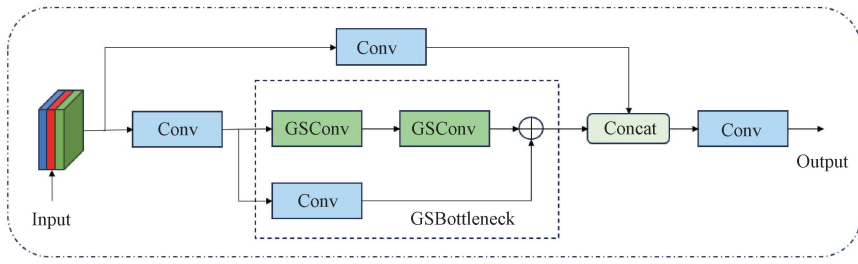 Conv
Conv
GSConv
GSConv
Concat
Conv
Output
Conv
GSBottleneck
Input